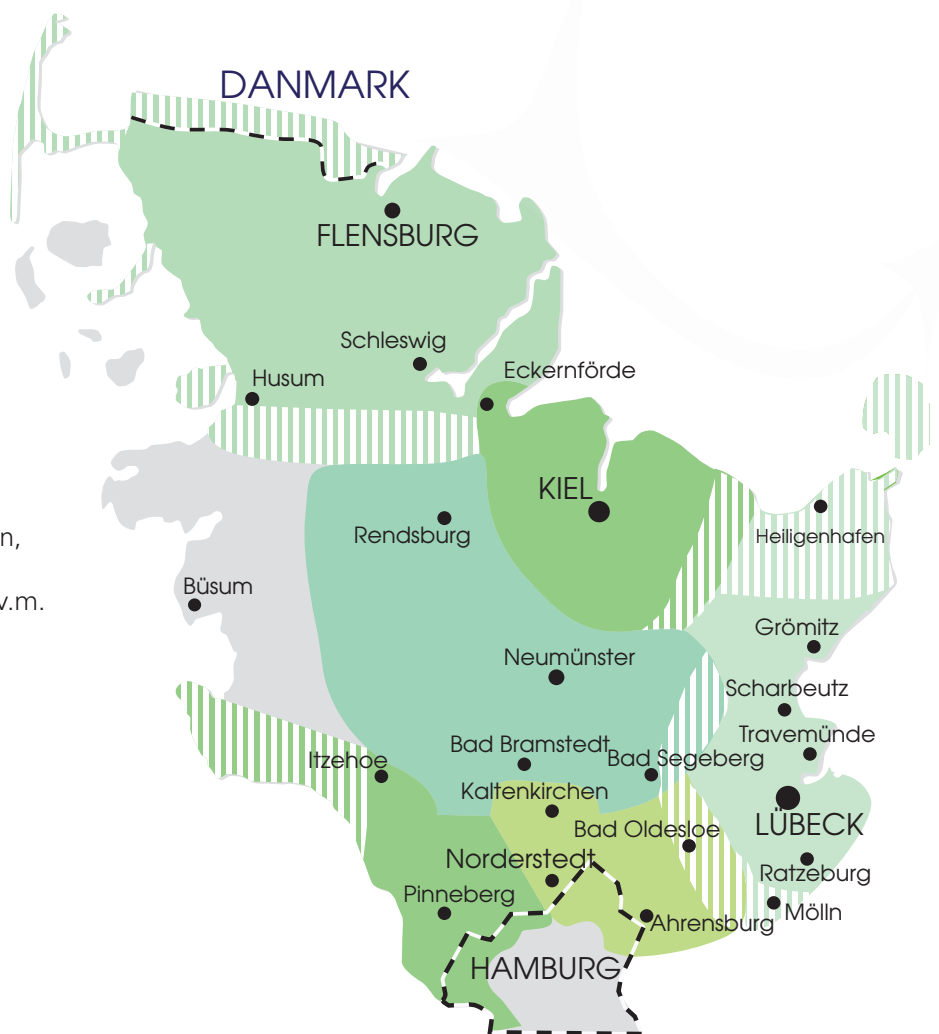 DANMARK
FLENSBURG
Schleswig
Husum
Eckernförde
KIEL
Rendsburg
n,
Heiligenhafen
Büsum
v.m.
Grömitz
Neumünster
Scharbeutz
Travemünde
Bad Bramstedt
Bad Segeberg
Itzehoe
Kaltenkirchen
Bad Oldesloe
LÜBECK
Norderstedt
Ratzeburg
Pinneberg
Mölln
Ahrensburg
HAMBURG